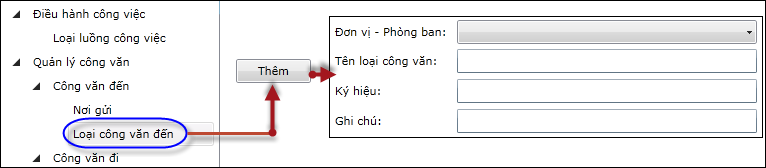 Điều hành công việc
Loại luồng công việc
Quản lý công văn
Công văn đến
Nơi gửi
Loại công văn đến
Công văn đi
Thêm
Đơn vị - Phòng ban:
Tên loại công văn:
Ký hiệu:
Ghi chú: